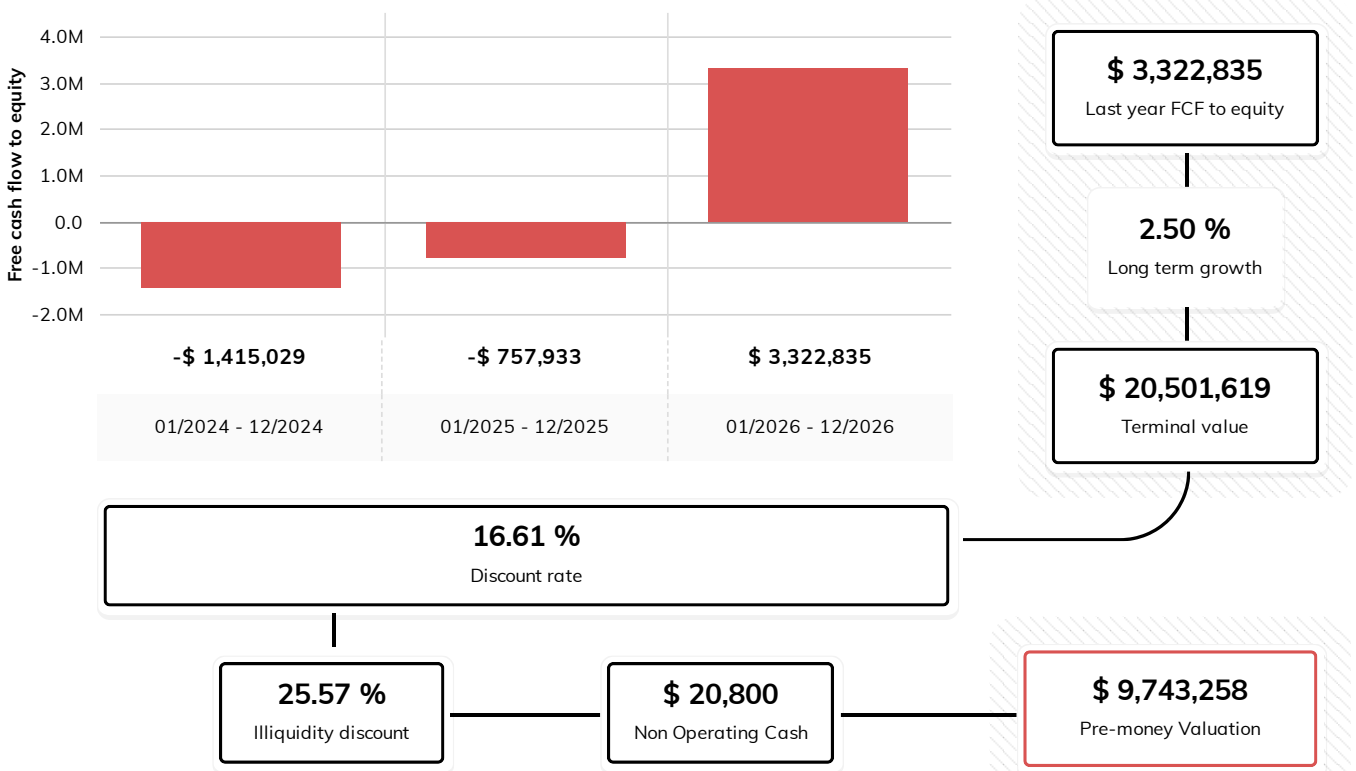 Free cash flow to equity
4.0M
3.0M
2.0M
1.0M
0.0
-1.0M
-2.0M
-$ 1,415,029
-$ 757,933
$ 3,322,835
01/2024 - 12/2024
01/2025 - 12/2025
01/2026 - 12/2026
$ 3,322,835
Last year FCF to equity
2.50 %
Long term growth
$ 20,501,619
Terminal value
16.61 %
Discount rate
25.57 %
Illiquidity discount
$ 20,800
Non Operating Cash
$ 9,743,258
Pre-money Valuation